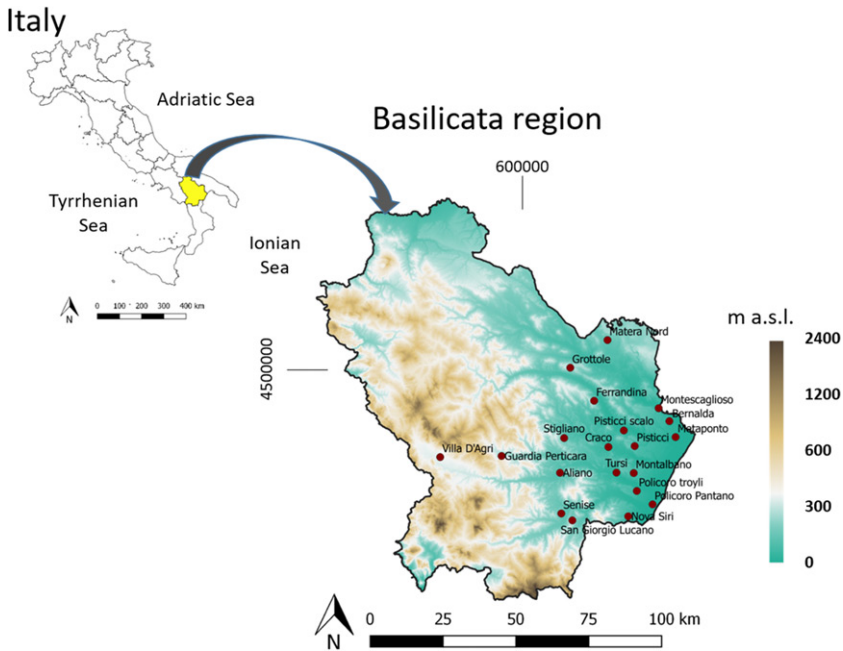 Italy
Adriatic Sea
Basilicata region
600000
Tyrrhenian
Sea
Ionian
Sea
N
0 100 200 300 400 km
4500000
m a.s.l.
2400
1200
600
300
0
Matera Nord
Grottole
Ferrandina
Montescaglioso
Bernalda
Pisticci scalo
Metaponto
Stigliano
Craco
Pisticci
Villa D'Agri
Guardia Perticara
Tursi
Montalbano
Aliano
Policoro troyli
Policoro Pantano
Senise
Nova Siri
San Giorgio Lucano
N
0 25 50 75 100 km